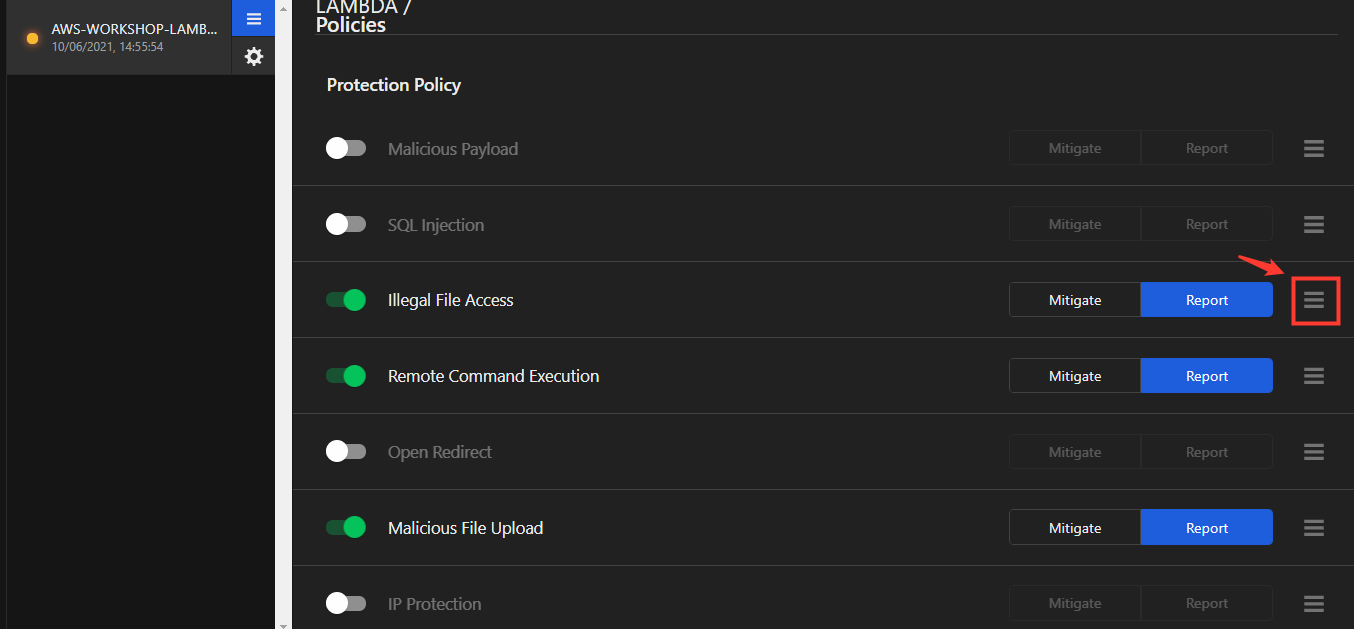 AWS-WORKSHOP-LAMB...
10/06/2021, 14:55:54
LAMBDA /
Policies
Protection Policy
Malicious Payload Mitigate Report
SQL Injection Mitigate Report
Illegal File Access Mitigate Report
Remote Command Execution Mitigate Report
Open Redirect Mitigate Report
Malicious File Upload Mitigate Report
IP Protection Mitigate Report